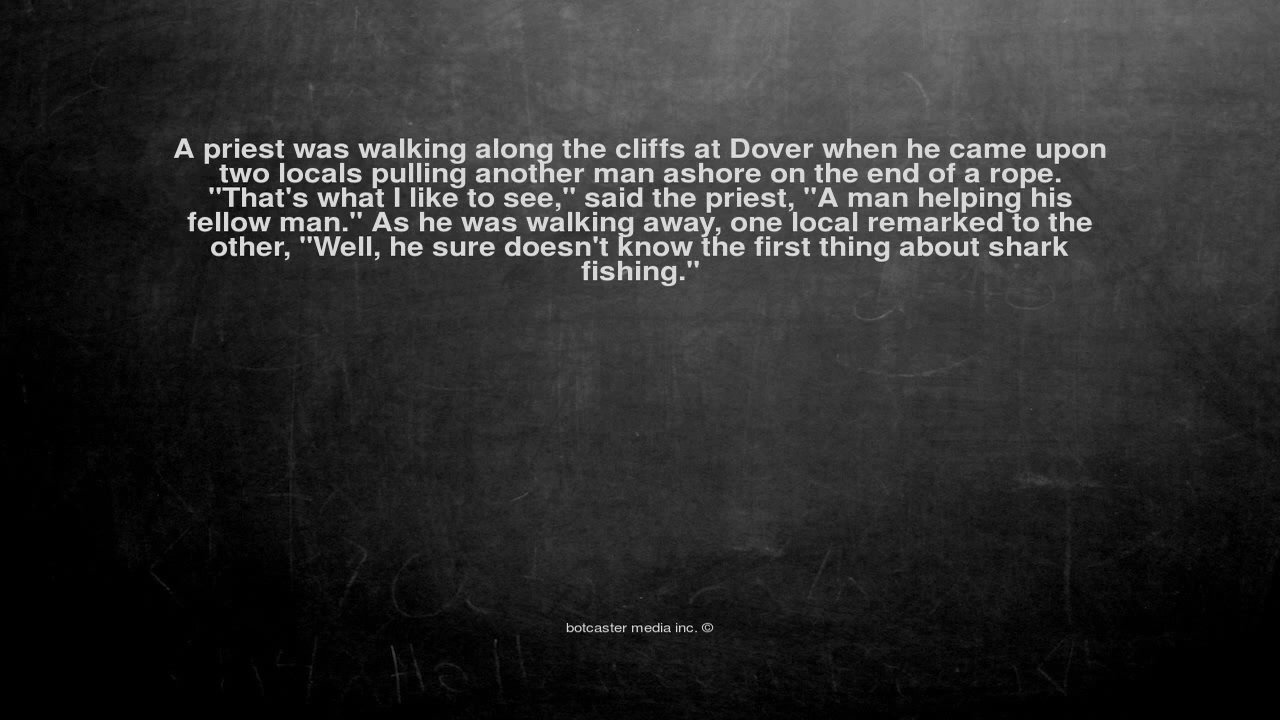 A priest was walking along the cliffs at Dover when he came upon
two locals pulling another man ashore on the end of a rope.
"That's what I like to see," said the priest, "A man helping his
fellow man." As he was walking away, one local remarked to the
other, "Well, he sure doesn't know the first thing about shark
fishing."
botcaster media inc. ©